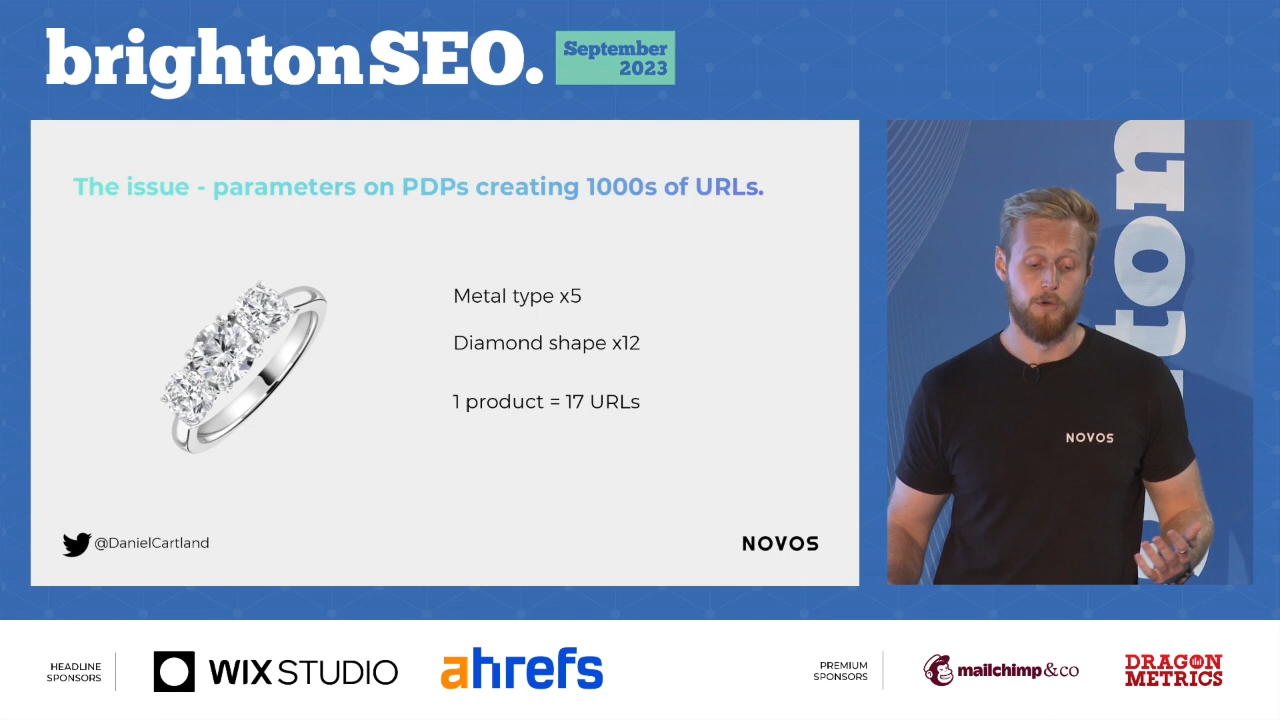 brightonSEO.
September
2023
The issue - parameters on PDPs creating 1000s of URLs.
Metal type x5
Diamond shape x12
1 product = 17 URLs
@DanielCartland
NOVOS
ton
NOVOS
HEADLINE
SPONSORS
WIX STUDIO
ahrefs
PREMIUM
SPONSORS
mailchimp&co
DRAGON
METRICS